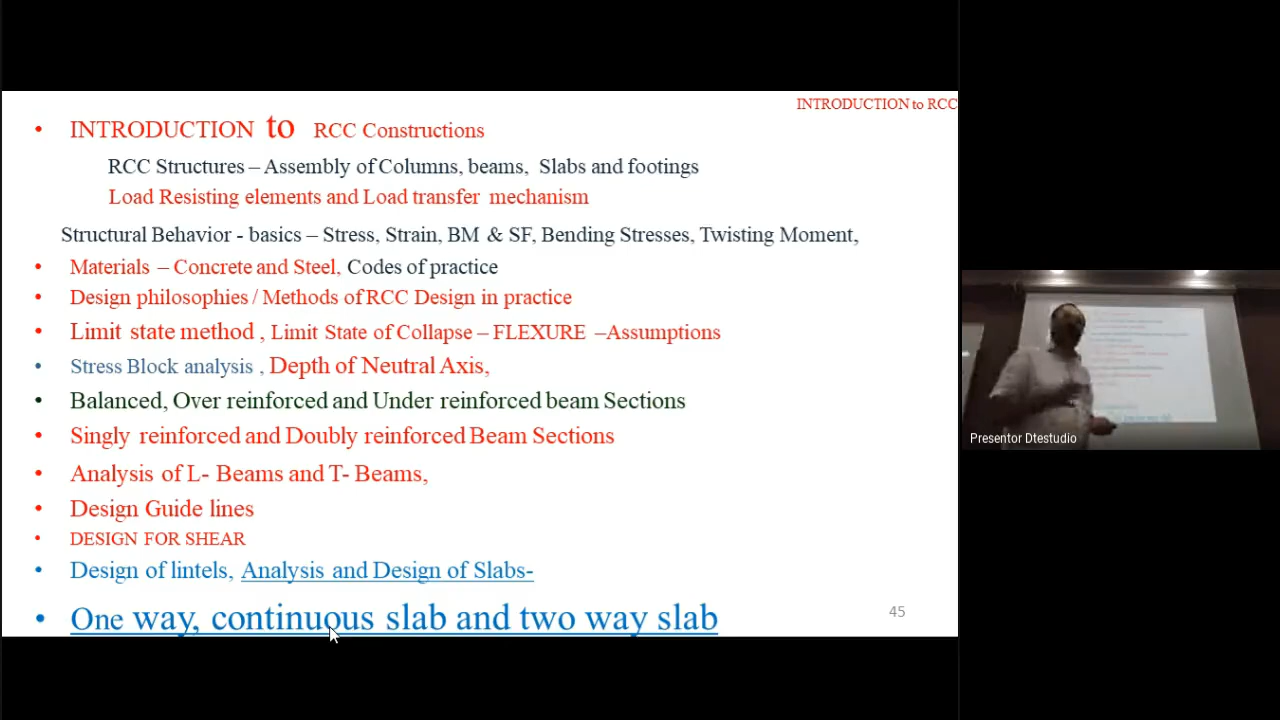 INTRODUCTION to RCC
• INTRODUCTION to RCC Constructions
RCC Structures – Assembly of Columns, beams, Slabs and footings
Load Resisting elements and Load transfer mechanism
Structural Behavior - basics – Stress, Strain, BM & SF, Bending Stresses, Twisting Moment,
• Materials – Concrete and Steel, Codes of practice
• Design philosophies / Methods of RCC Design in practice
• Limit state method , Limit State of Collapse – FLEXURE –Assumptions
• Stress Block analysis , Depth of Neutral Axis,
• Balanced, Over reinforced and Under reinforced beam Sections
• Singly reinforced and Doubly reinforced Beam Sections
• Analysis of L- Beams and T- Beams,
• Design Guide lines
• DESIGN FOR SHEAR
• Design of lintels, Analysis and Design of Slabs-
• One way, continuous slab and two way slab
45
Presentor Dtestudio